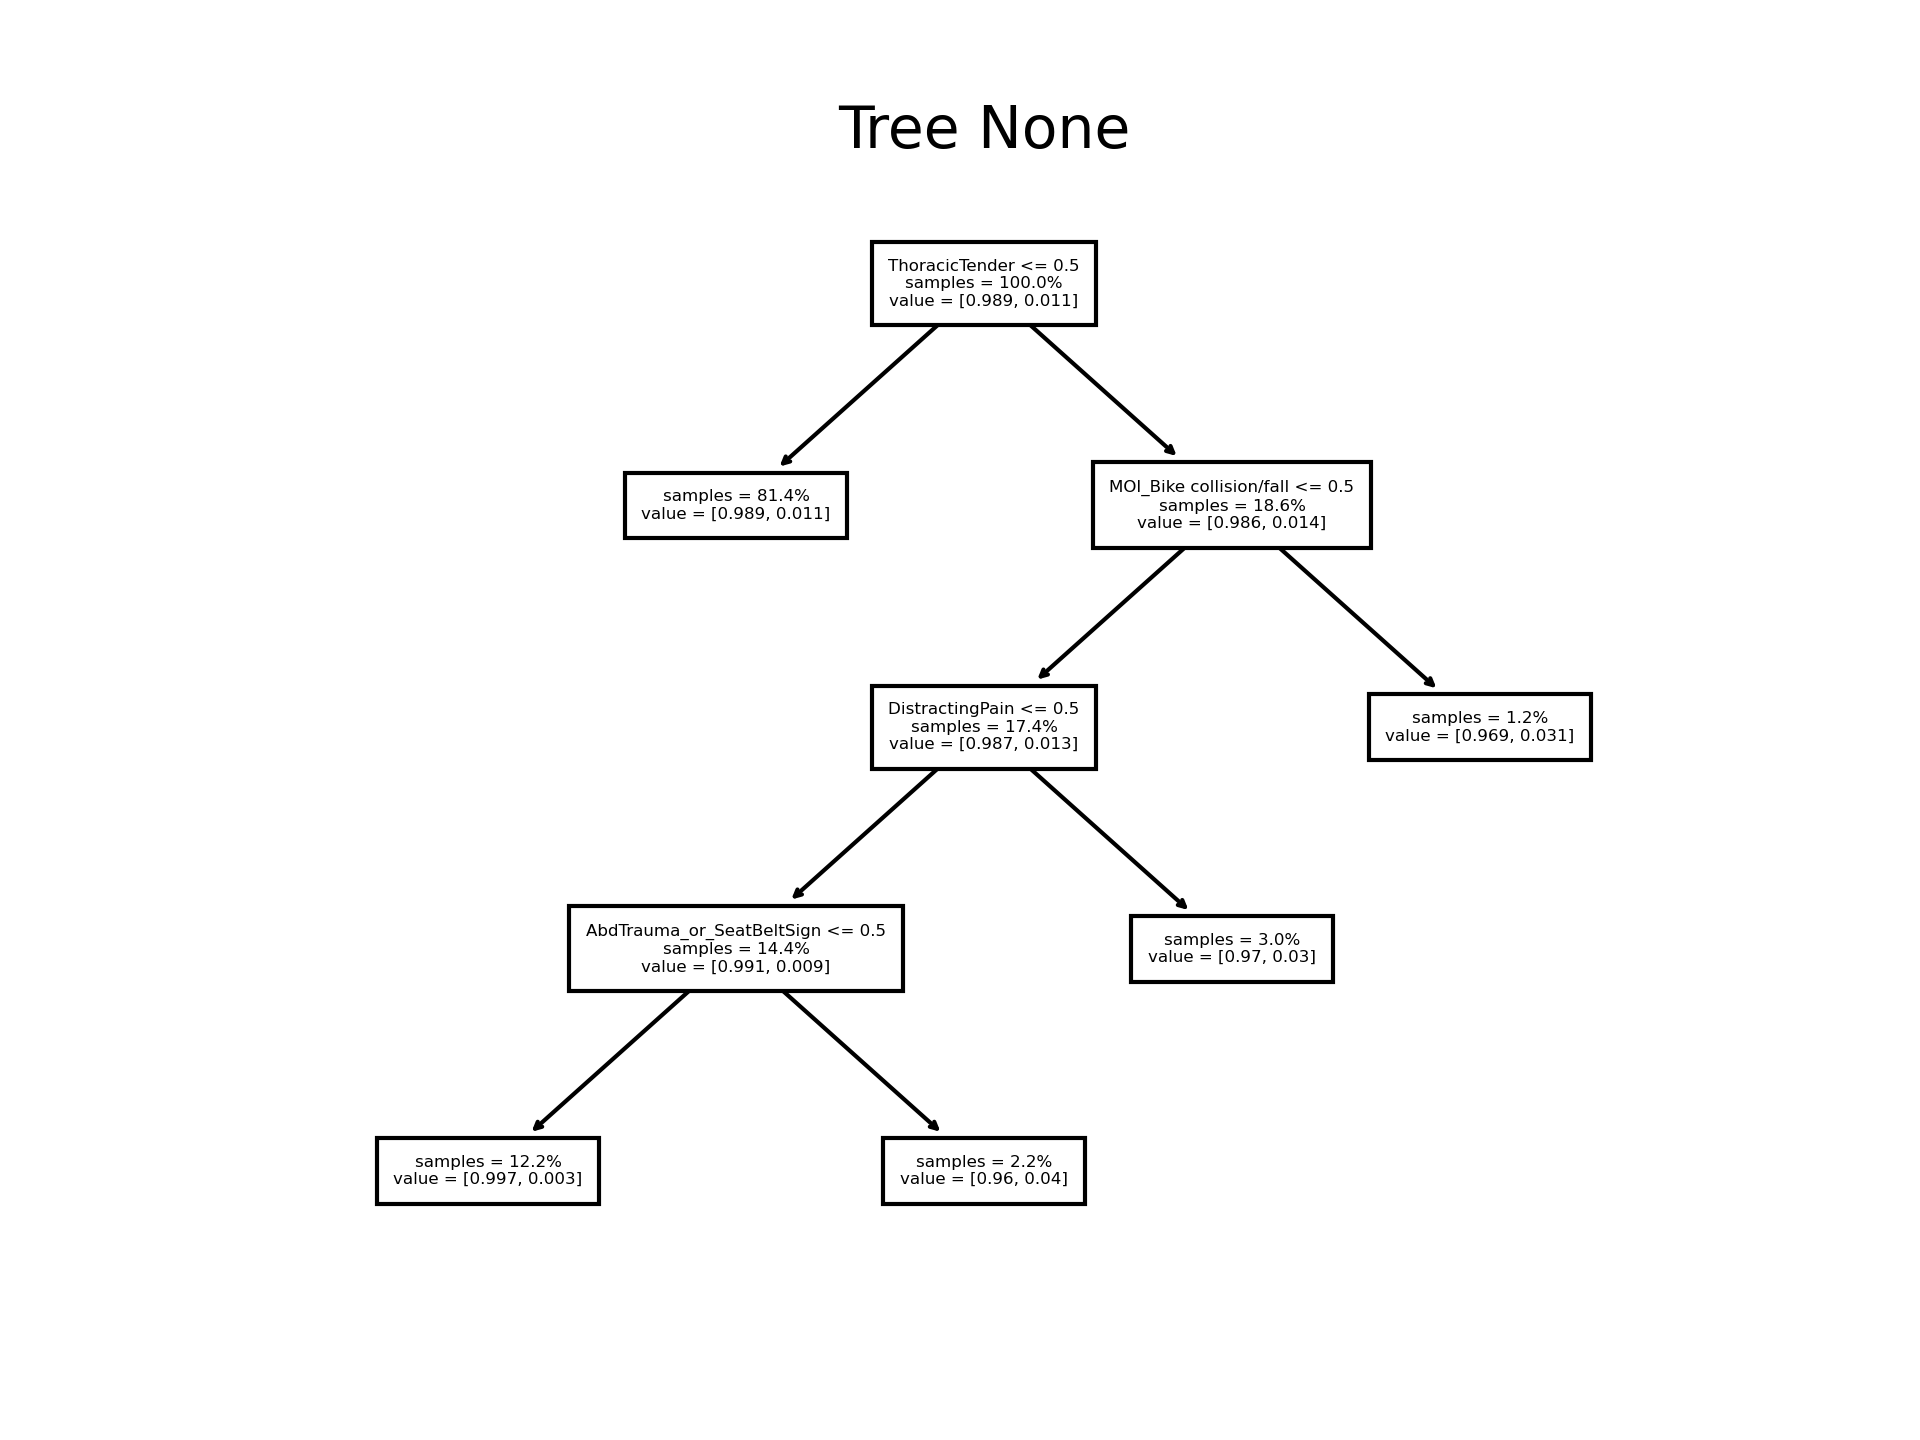 Tree None
ThoracicTender <= 0.5
samples = 100.0%
value = [0.989, 0.011]
samples = 81.4%
value = [0.989, 0.011]
MOI_Bike collision/fall <= 0.5
samples = 18.6%
value = [0.986, 0.014]
DistractingPain <= 0.5
samples = 17.4%
value = [0.987, 0.013]
samples = 1.2%
value = [0.969, 0.031]
AbdTrauma_or_SeatBeltSign <= 0.5
samples = 14.4%
value = [0.991, 0.009]
samples = 3.0%
value = [0.97, 0.03]
samples = 12.2%
value = [0.997, 0.003]
samples = 2.2%
value = [0.96, 0.04]